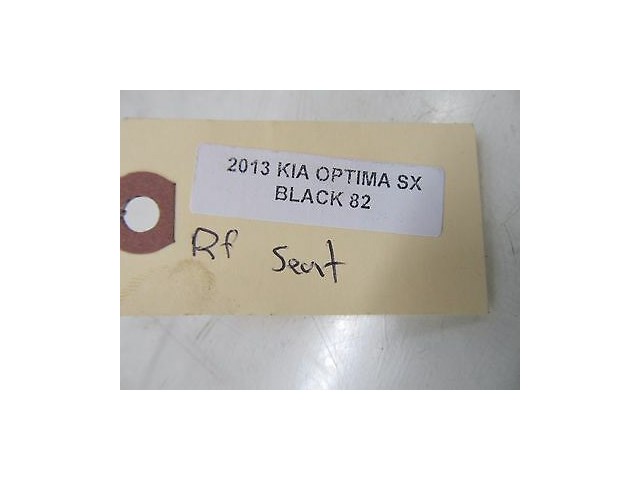 2013 KIA OPTIMA SX
BLACK 82
Rf Seat